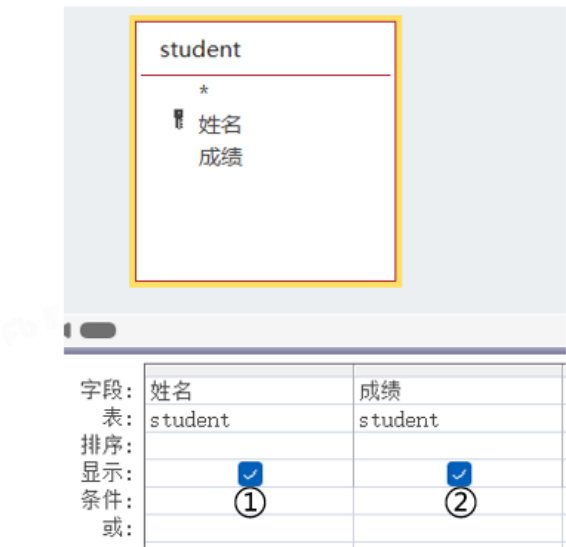 student
*
姓名
成绩
字段: 姓名 成绩
表: student student
排序:
显示:
条件: ① ②
或: